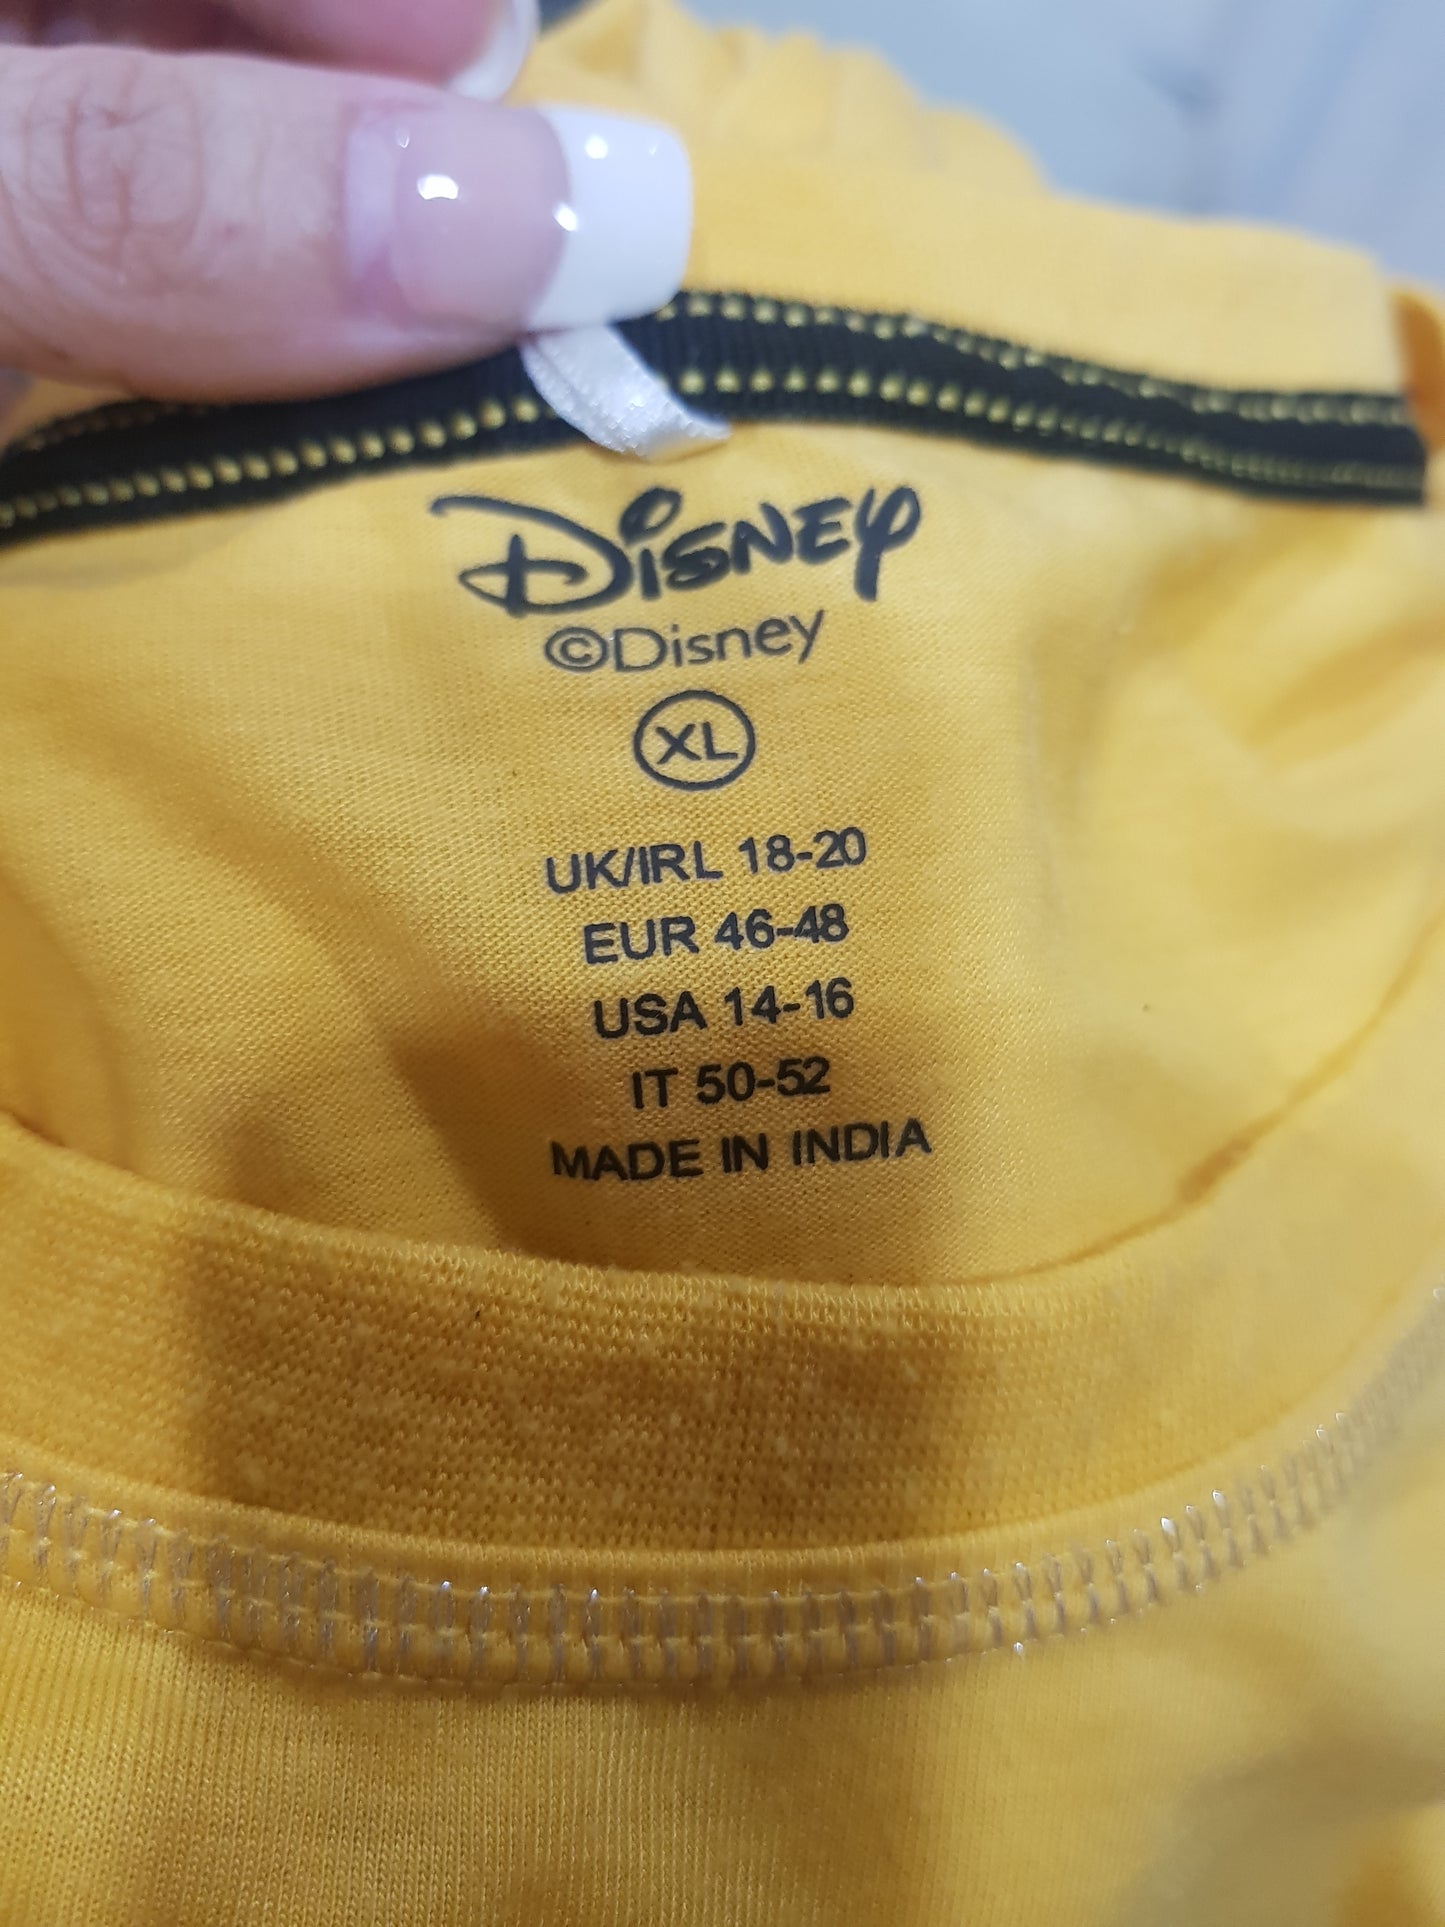 Disney
©Disney
XL
UK/IRL 18-20
EUR 46-48
USA 14-16
IT 50-52
MADE IN INDIA